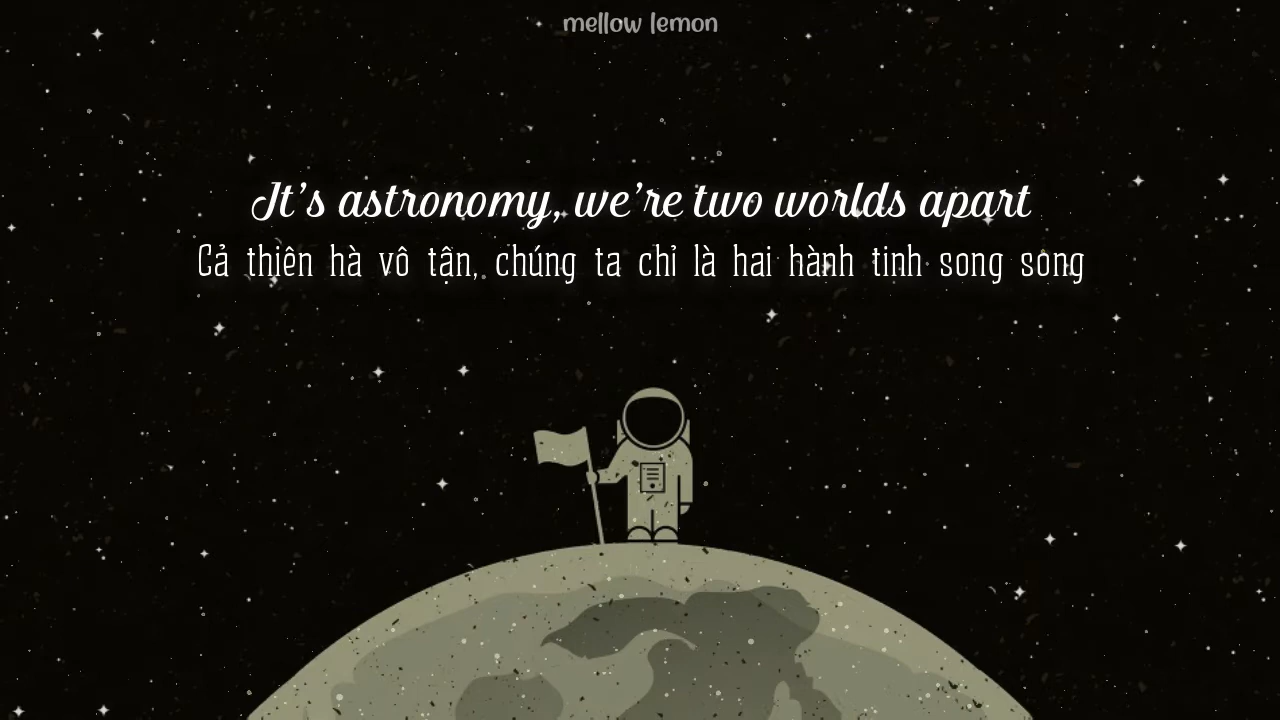 mellow lemon
It's astronomy, we're two worlds apart
Cả thiên hà vô tận, chúng ta chỉ là hai hành tinh song song